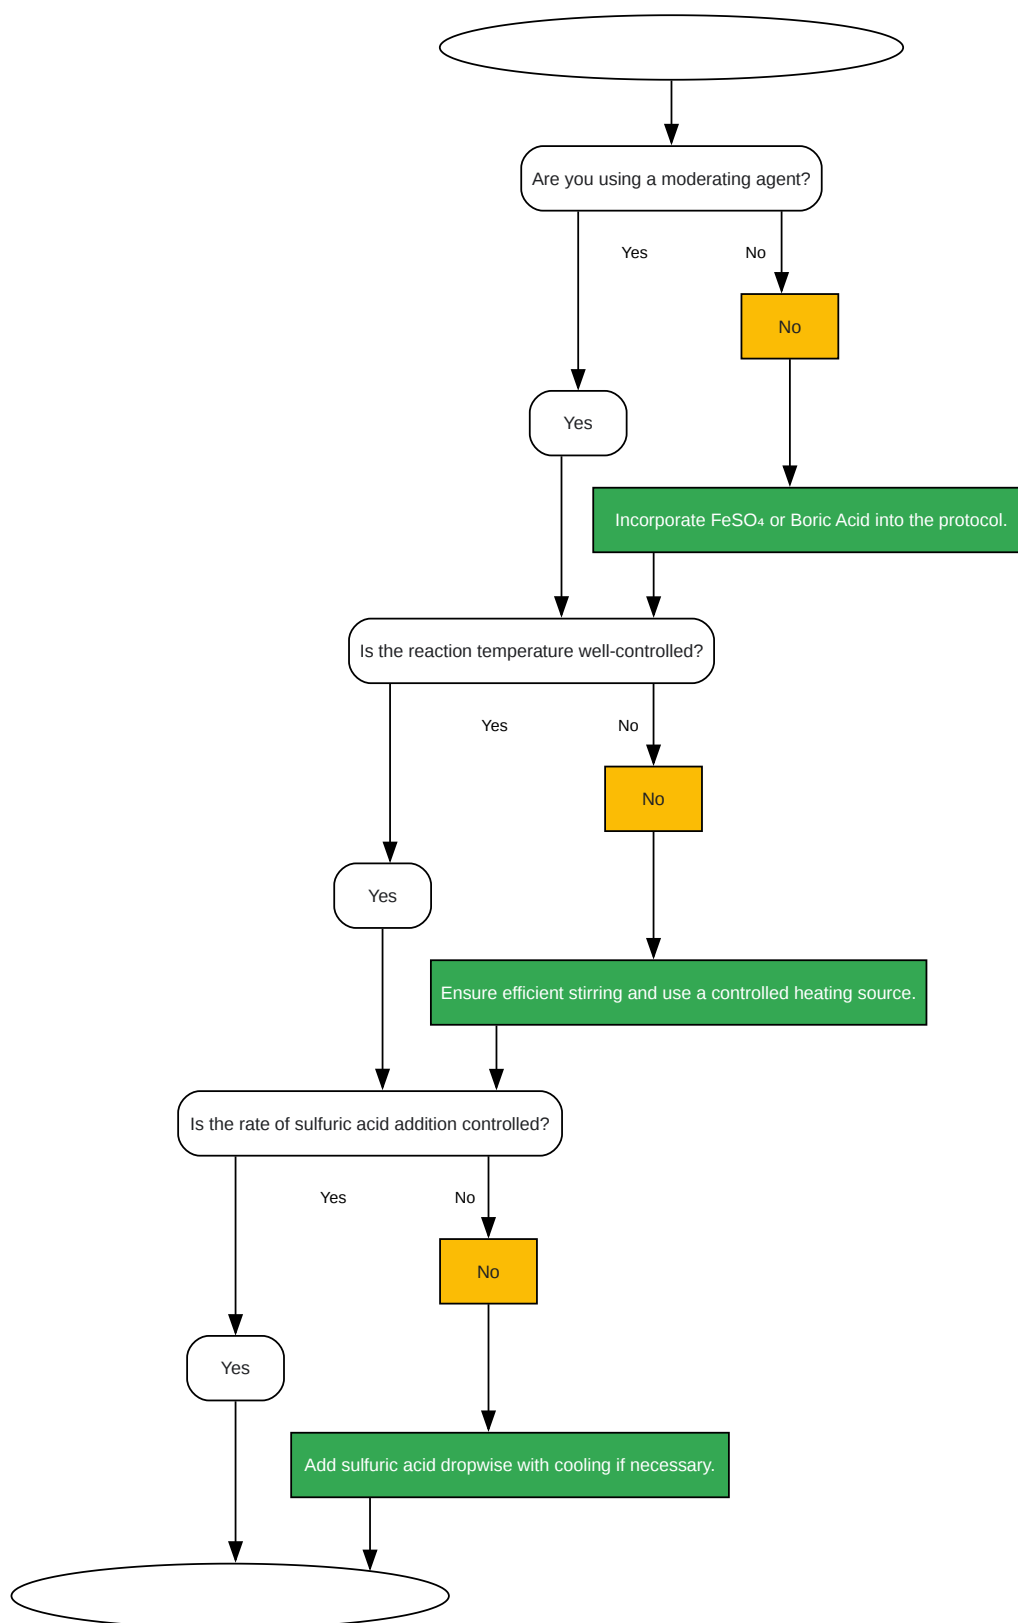 Are you using a moderating agent?
Yes
No
No
Yes
Incorporate FeSO₄ or Boric Acid into the protocol.
Is the reaction temperature well-controlled?
Yes
No
No
Yes
Ensure efficient stirring and use a controlled heating source.
Is the rate of sulfuric acid addition controlled?
Yes
No
No
Yes
Add sulfuric acid dropwise with cooling if necessary.